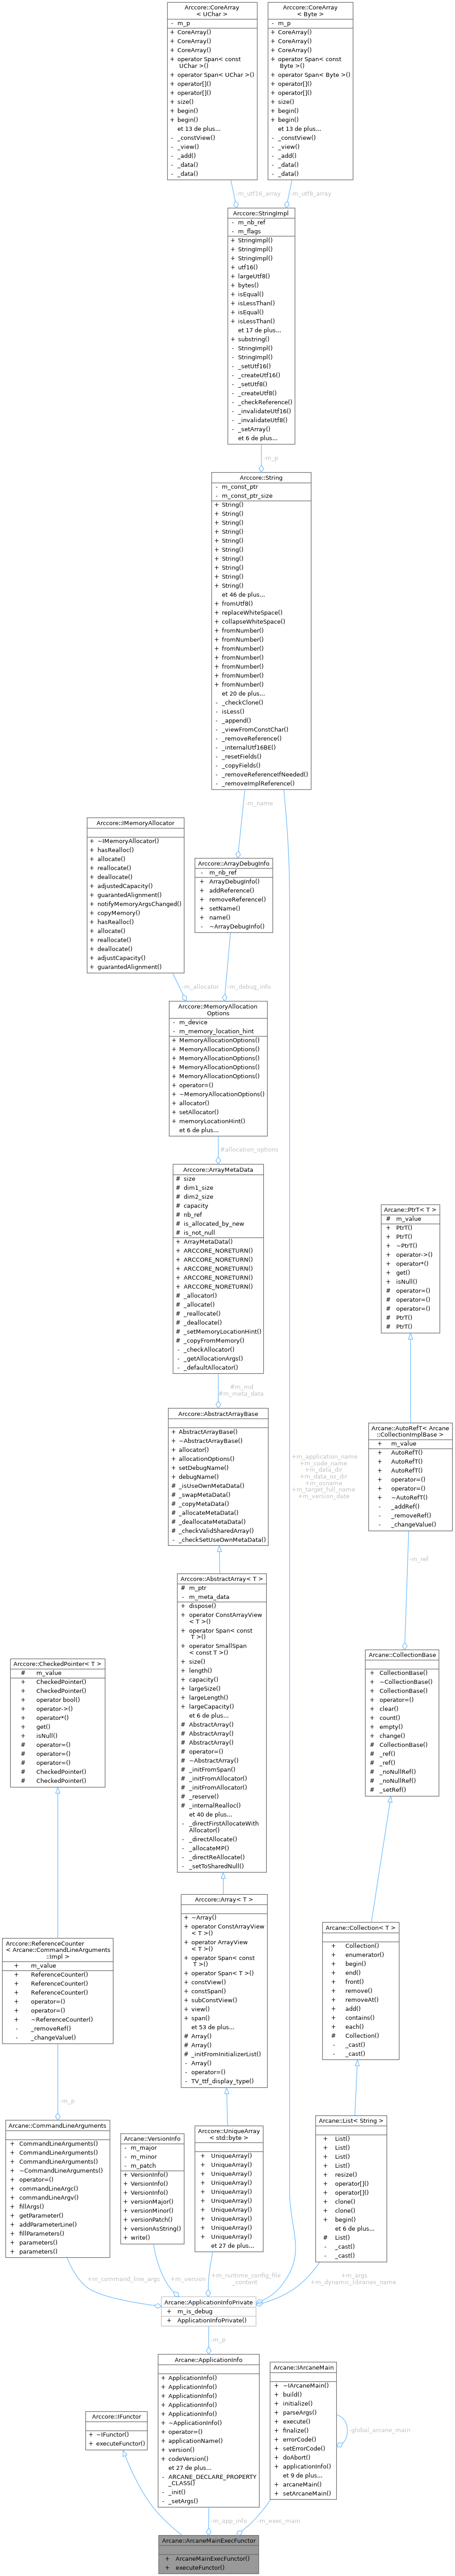 Arccore::CoreArray
< UChar >
- m_p
+ CoreArray()
+ CoreArray()
+ CoreArray()
+ operator Span< const
UChar >()
+ operator Span< UChar >()
+ operator[]()
+ operator[]()
+ size()
+ begin()
+ begin()
et 13 de plus...
- _constView()
- _view()
- _add()
- _data()
- _data()
Arccore::CoreArray
< Byte >
- m_p
+ CoreArray()
+ CoreArray()
+ CoreArray()
+ operator Span< const
Byte >()
+ operator Span< Byte >()
+ operator[]()
+ operator[]()
+ size()
+ begin()
+ begin()
et 13 de plus...
- _constView()
- _view()
- _add()
- _data()
- _data()
-m_utf16_array
-m_utf8_array
Arccore::StringImpl
- m_nb_ref
- m_flags
+ StringImpl()
+ StringImpl()
+ StringImpl()
+ utf16()
+ largeUtf8()
+ bytes()
+ isEqual()
+ isLessThan()
+ isEqual()
+ isLessThan()
et 17 de plus...
+ substring()
- StringImpl()
- StringImpl()
- _setUtf16()
- _createUtf16()
- _setUtf8()
- _createUtf8()
- _checkReference()
- _invalidateUtf16()
- _invalidateUtf8()
- _setArray()
et 6 de plus...
-m_p
Arccore::String
- m_const_ptr
- m_const_ptr_size
+ String()
+ String()
+ String()
+ String()
+ String()
+ String()
+ String()
+ String()
+ String()
+ String()
et 46 de plus...
+ fromUtf8()
+ replaceWhiteSpace()
+ collapseWhiteSpace()
+ fromNumber()
+ fromNumber()
+ fromNumber()
+ fromNumber()
+ fromNumber()
+ fromNumber()
+ fromNumber()
et 20 de plus...
- _checkClone()
- isLess()
- _append()
- _viewFromConstChar()
- _removeReference()
- _internalUtf16BE()
- _resetFields()
- _copyFields()
- _removeReferenceIfNeeded()
- _removeImplReference()
-m_name
Arccore::IMemoryAllocator
+ ~IMemoryAllocator()
+ hasRealloc()
+ allocate()
+ reallocate()
+ deallocate()
+ adjustedCapacity()
+ guarantedAlignment()
+ notifyMemoryArgsChanged()
+ copyMemory()
+ hasRealloc()
+ allocate()
+ reallocate()
+ deallocate()
+ adjustCapacity()
+ guarantedAlignment()
Arccore::ArrayDebugInfo
- m_nb_ref
+ ArrayDebugInfo()
+ addReference()
+ removeReference()
+ setName()
+ name()
- ~ArrayDebugInfo()
-m_allocator
-m_debug_info
Arccore::MemoryAllocation
Options
- m_device
- m_memory_location_hint
+ MemoryAllocationOptions()
+ MemoryAllocationOptions()
+ MemoryAllocationOptions()
+ MemoryAllocationOptions()
+ MemoryAllocationOptions()
+ operator=()
+ ~MemoryAllocationOptions()
+ allocator()
+ setAllocator()
+ memoryLocationHint()
et 6 de plus...
#allocation_options
Arccore::ArrayMetaData
# size
# dim1_size
# dim2_size
# capacity
# nb_ref
# is_allocated_by_new
# is_not_null
+ ArrayMetaData()
+ ARCCORE_NORETURN()
+ ARCCORE_NORETURN()
+ ARCCORE_NORETURN()
+ ARCCORE_NORETURN()
+ ARCCORE_NORETURN()
# _allocator()
# _allocate()
# _reallocate()
# _deallocate()
# _setMemoryLocationHint()
# _copyFromMemory()
- _checkAllocator()
- _getAllocationArgs()
- _defaultAllocator()
#m_md
#m_meta_data
Arccore::AbstractArrayBase
+ AbstractArrayBase()
+ ~AbstractArrayBase()
+ allocator()
+ allocationOptions()
+ setDebugName()
+ debugName()
# _isUseOwnMetaData()
# _swapMetaData()
# _copyMetaData()
# _allocateMetaData()
# _deallocateMetaData()
# _checkValidSharedArray()
- _checkSetUseOwnMetaData()
+m_application_name
+m_code_name
+m_data_dir
+m_data_os_dir
+m_osname
+m_target_full_name
+m_version_date
Arcane::PtrT< T >
# m_value
+ PtrT()
+ PtrT()
+ ~PtrT()
+ operator->()
+ operator*()
+ get()
+ isNull()
# operator=()
# operator=()
# operator=()
# PtrT()
# PtrT()
Arcane::AutoRefT< Arcane
::CollectionImplBase >
+ m_value
+ AutoRefT()
+ AutoRefT()
+ AutoRefT()
+ operator=()
+ operator=()
+ ~AutoRefT()
- _addRef()
- _removeRef()
- _changeValue()
-m_ref
Arccore::AbstractArray< T >
# m_ptr
- m_meta_data
+ dispose()
+ operator ConstArrayView
< T >()
+ operator Span< const
T >()
+ operator SmallSpan
< const T >()
+ size()
+ length()
+ capacity()
+ largeSize()
+ largeLength()
+ largeCapacity()
et 6 de plus...
# AbstractArray()
# AbstractArray()
# AbstractArray()
# operator=()
# ~AbstractArray()
# _initFromSpan()
# _initFromAllocator()
# _initFromAllocator()
# _reserve()
# _internalRealloc()
et 40 de plus...
- _directFirstAllocateWith
Allocator()
- _directAllocate()
- _allocateMP()
- _directReAllocate()
- _setToSharedNull()
Arccore::CheckedPointer< T >
# m_value
+ CheckedPointer()
+ CheckedPointer()
+ operator bool()
+ operator->()
+ operator*()
+ get()
+ isNull()
# operator=()
# operator=()
# operator=()
# CheckedPointer()
# CheckedPointer()
Arcane::CollectionBase
+ CollectionBase()
+ ~CollectionBase()
+ CollectionBase()
+ operator=()
+ clear()
+ count()
+ empty()
+ change()
# CollectionBase()
# _ref()
# _ref()
# _noNullRef()
# _noNullRef()
# _setRef()
Arccore::Array< T >
+ ~Array()
+ operator ConstArrayView
< T >()
+ operator ArrayView
< T >()
+ operator Span< const
T >()
+ operator Span< T >()
+ constView()
+ constSpan()
+ subConstView()
+ view()
+ span()
et 53 de plus...
# Array()
# Array()
# _initFromInitializerList()
- Array()
- operator=()
- TV_ttf_display_type()
Arcane::Collection< T >
+ Collection()
+ enumerator()
+ begin()
+ end()
+ front()
+ remove()
+ removeAt()
+ add()
+ contains()
+ each()
# Collection()
- _cast()
- _cast()
Arccore::ReferenceCounter
< Arcane::CommandLineArguments
::Impl >
+ m_value
+ ReferenceCounter()
+ ReferenceCounter()
+ ReferenceCounter()
+ operator=()
+ operator=()
+ ~ReferenceCounter()
- _removeRef()
- _changeValue()
-m_p
Arcane::CommandLineArguments
+ CommandLineArguments()
+ CommandLineArguments()
+ CommandLineArguments()
+ ~CommandLineArguments()
+ operator=()
+ commandLineArgc()
+ commandLineArgv()
+ fillArgs()
+ getParameter()
+ addParameterLine()
+ fillParameters()
+ parameters()
+ parameters()
Arcane::VersionInfo
- m_major
- m_minor
- m_patch
+ VersionInfo()
+ VersionInfo()
+ VersionInfo()
+ versionMajor()
+ versionMinor()
+ versionPatch()
+ versionAsString()
+ write()
Arccore::UniqueArray
< std::byte >
+ UniqueArray()
+ UniqueArray()
+ UniqueArray()
+ UniqueArray()
+ UniqueArray()
+ UniqueArray()
+ UniqueArray()
+ UniqueArray()
+ UniqueArray()
+ UniqueArray()
et 27 de plus...
Arcane::List< String >
+ List()
+ List()
+ List()
+ List()
+ resize()
+ operator[]()
+ operator[]()
+ clone()
+ clone()
+ begin()
et 6 de plus...
# List()
- _cast()
- _cast()
+m_command_line_args
+m_version
+m_runtime_config_file
_content
+m_args
+m_dynamic_libraries_name
Arcane::ApplicationInfoPrivate
+ m_is_debug
+ ApplicationInfoPrivate()
-m_p
Arcane::ApplicationInfo
+ ApplicationInfo()
+ ApplicationInfo()
+ ApplicationInfo()
+ ApplicationInfo()
+ ApplicationInfo()
+ ~ApplicationInfo()
+ operator=()
+ applicationName()
+ version()
+ codeVersion()
et 27 de plus...
- ARCANE_DECLARE_PROPERTY
_CLASS()
- _init()
- _setArgs()
Arcane::IArcaneMain
+ ~IArcaneMain()
+ build()
+ initialize()
+ parseArgs()
+ execute()
+ finalize()
+ errorCode()
+ setErrorCode()
+ doAbort()
+ applicationInfo()
et 9 de plus...
+ arcaneMain()
+ setArcaneMain()
-global_arcane_main
Arccore::IFunctor
+ ~IFunctor()
+ executeFunctor()
-m_app_info
-m_exec_main
Arcane::ArcaneMainExecFunctor
+ ArcaneMainExecFunctor()
+ executeFunctor()